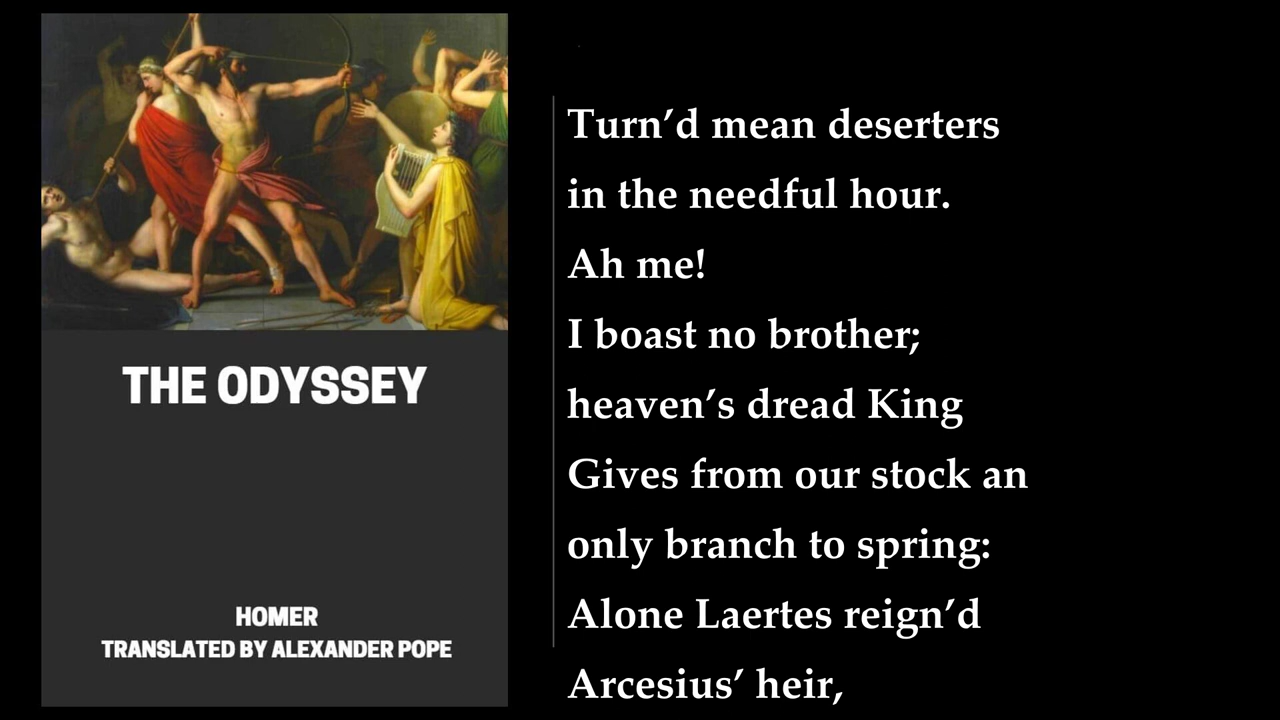 THE ODYSSEY
HOMER
TRANSLATED BY ALEXANDER POPE
Turn’d mean deserters
in the needful hour.
Ah me!
I boast no brother;
heaven’s dread King
Gives from our stock an
only branch to spring:
Alone Laertes reign’d
Arcesius’ heir,